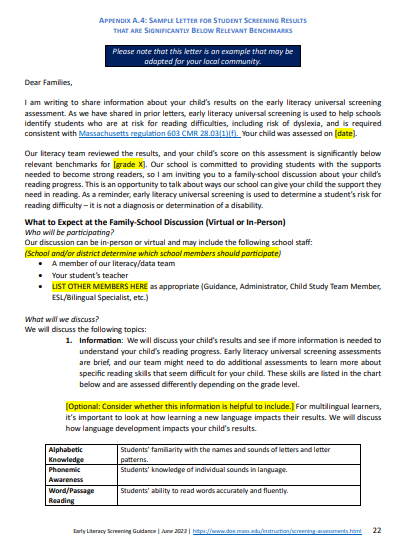 APPENDIX A.4: SAMPLE LETTER FOR STUDENT SCREENING RESULTS
THAT ARE SIGNIFICANTLY BELOW RELEVANT BENCHMARKS
Please note that this letter is an example that may be
adapted for your local community.
Dear Families,
I am writing to share information about your child's results on the early literacy universal screening
assessment. As we have shared in prior letters, early literacy universal screening is used to help schools
identify students who are at risk for reading difficulties, including risk of dyslexia, and is required
consistent with Massachusetts regulation 603 CMR 28.03(1)(f). Your child was assessed on [date].
Our literacy team reviewed the results, and your child's score on this assessment is significantly below
relevant benchmarks for [grade X]. Our school is committed to providing students with the supports
needed to become strong readers, so I am inviting you to a family-school discussion about your child's
reading progress. This is an opportunity to talk about ways our school can give your child the support they
need in reading. As a reminder, early literacy universal screening is used to determine a student's risk for
reading difficulty – it is not a diagnosis or determination of a disability.
What to Expect at the Family-School Discussion (Virtual or In-Person)
Who will be participating?
Our discussion can be in-person or virtual and may include the following school staff:
(School and/or district determine which school members should participate)
• A member of our literacy/data team
• Your student's teacher
• LIST OTHER MEMBERS HERE as appropriate (Guidance, Administrator, Child Study Team Member,
ESL/Bilingual Specialist, etc.)
What will we discuss?
We will discuss the following topics:
1. Information: We will discuss your child's results and see if more information is needed to
understand your child's reading progress. Early literacy universal screening assessments
are brief, and our team might need to do additional assessments to learn more about
specific reading skills that seem difficult for your child. These skills are listed in the chart
below and are assessed differently depending on the grade level.
[Optional: Consider whether this information is helpful to include.] For multilingual learners,
it's important to look at how learning a new language impacts their results. We will discuss
how language development impacts your child's results.
Alphabetic Knowledge Students' familiarity with the names and sounds of letters and letter patterns.
Phonemic Awareness Students' knowledge of individual sounds in language.
Word/Passage Reading Students' ability to read words accurately and fluently.
Early Literacy Screening Guidance | June 2023 | https://www.doe.mass.edu/instruction/screening-assessments.html 22